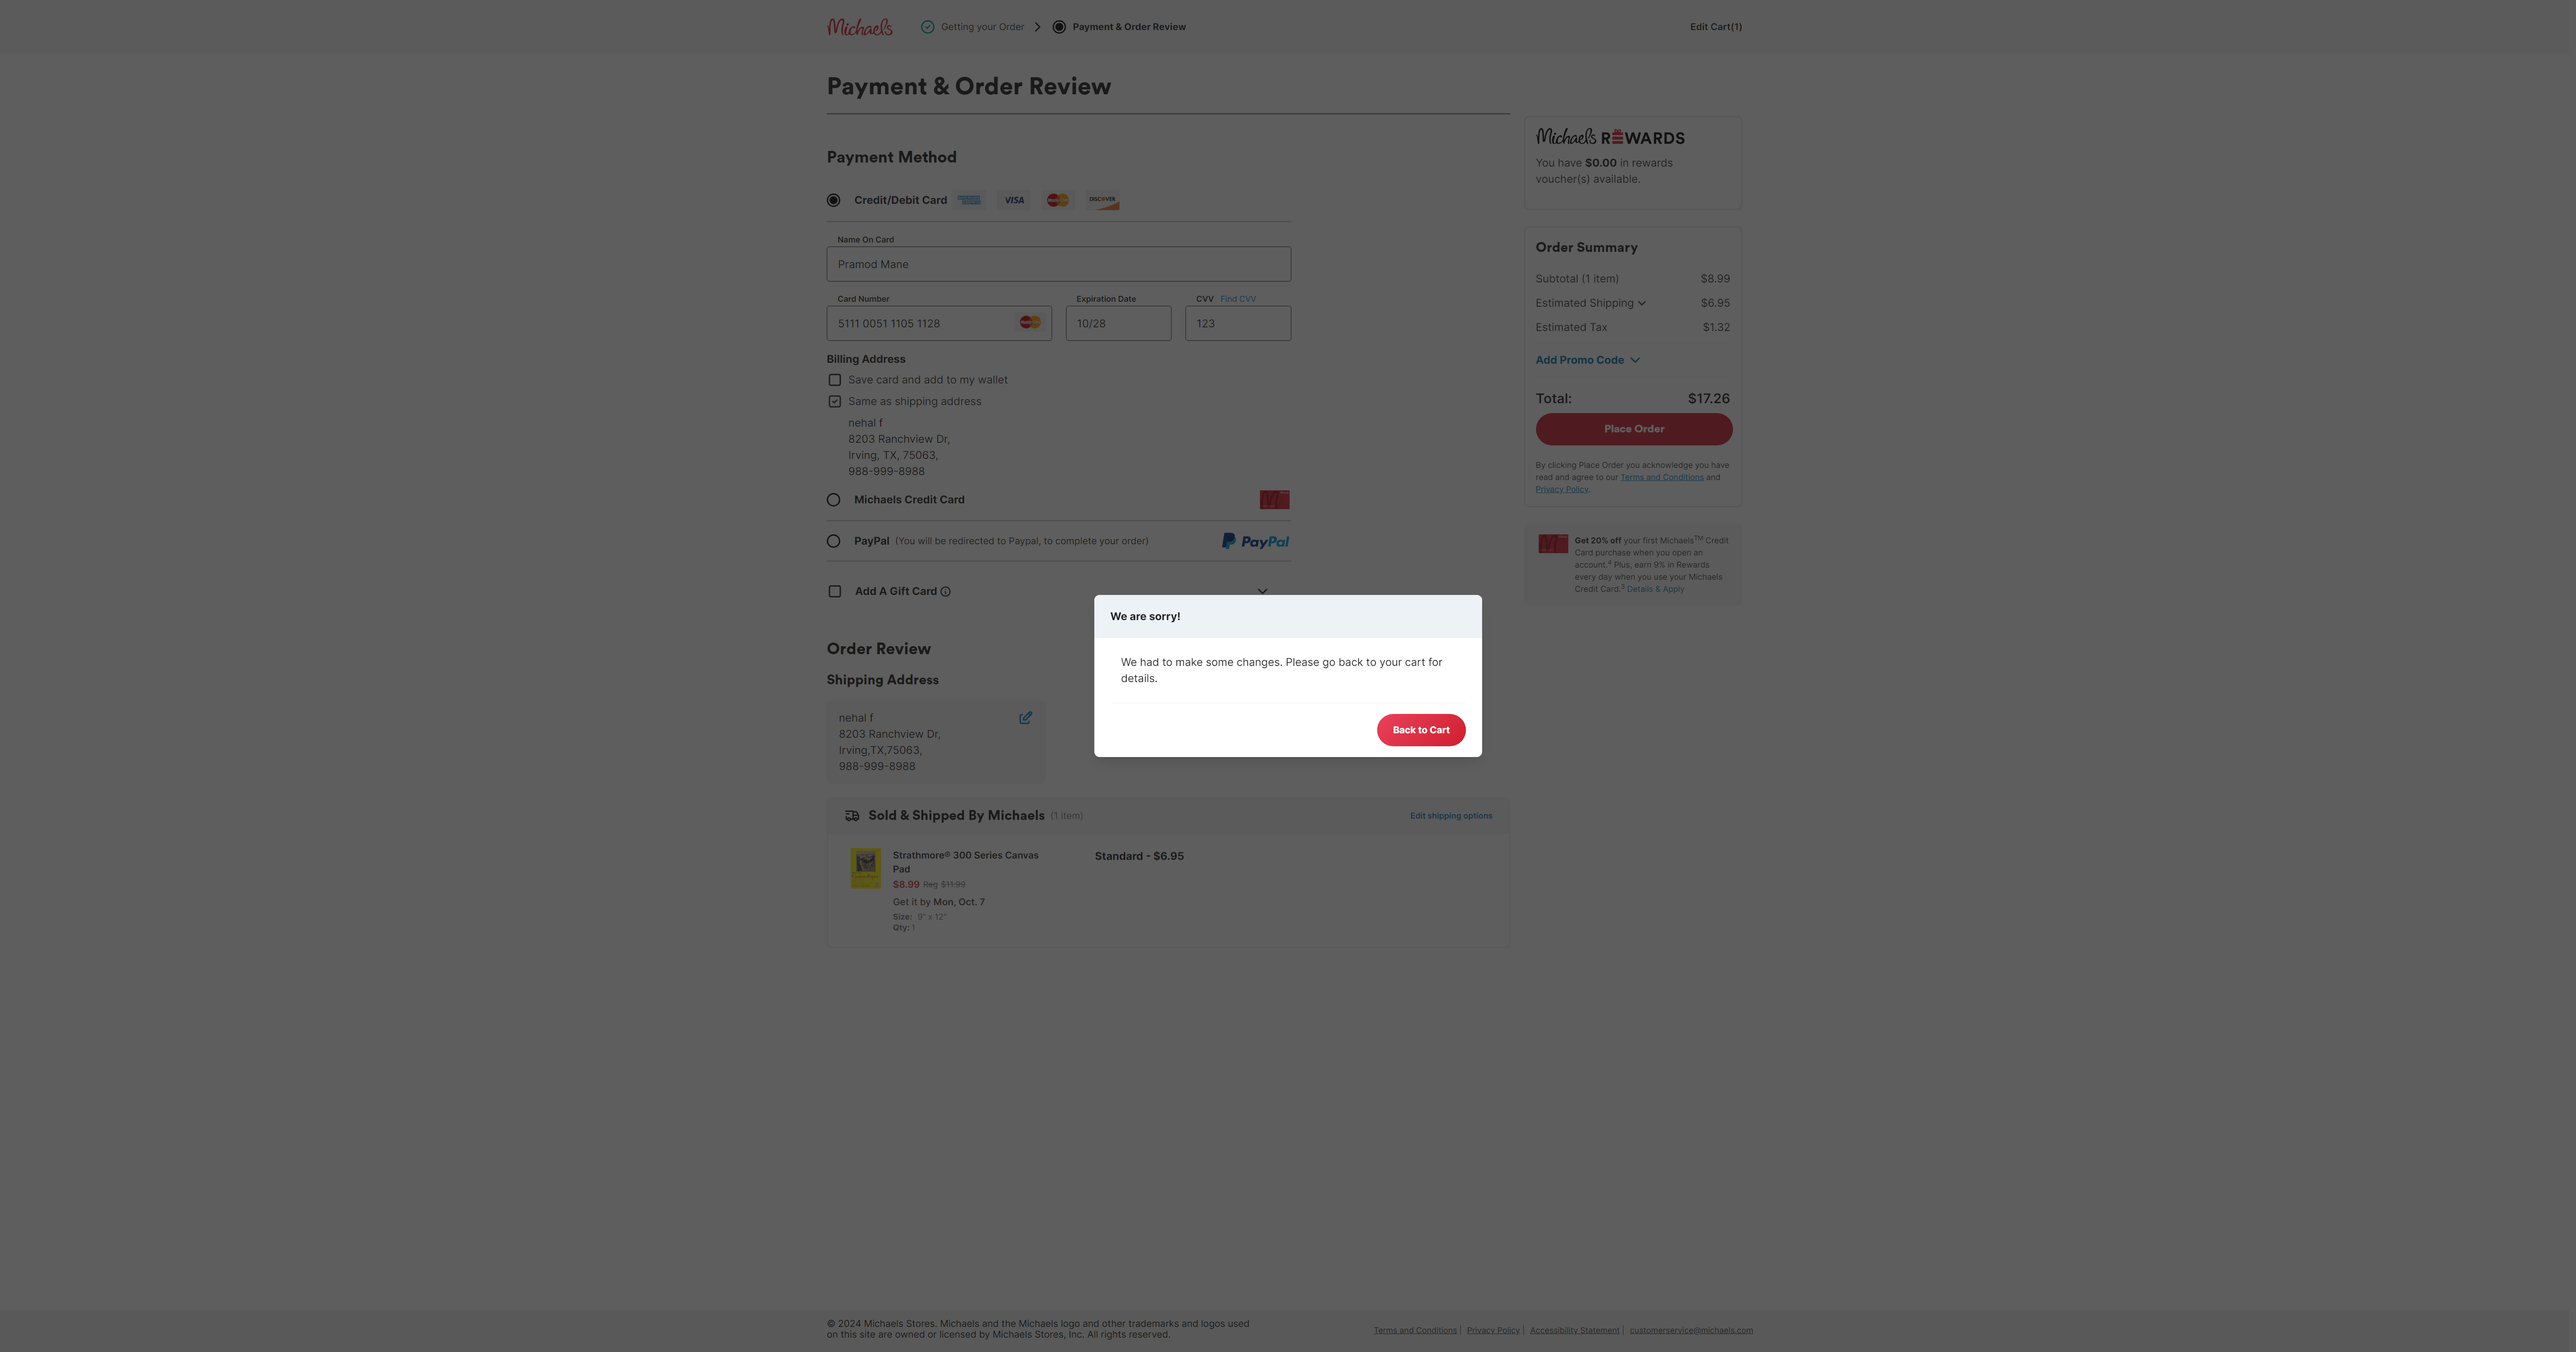 Michaels
Getting your Order
Payment & Order Review
Edit Cart(1)
Payment & Order Review
Payment Method
Credit/Debit Card
VISA
DISCOVER
Name On Card
Pramod Mane
Card Number
Expiration Date
CVV Find CVV
5111 0051 1105 1128
10/28
123
Billing Address
Save card and add to my wallet
Same as shipping address
nehal f
8203 Ranchview Dr,
Irving, TX, 75063,
988-999-8988
Michaels Credit Card
PayPal (You will be redirected to Paypal, to complete your order)
PayPal
Add A Gift Card
Michaels REWARDS
You have $0.00 in rewards
voucher(s) available.
Order Summary
Subtotal (1 item) $8.99
Estimated Shipping $6.95
Estimated Tax $1.32
Add Promo Code
Total: $17.26
Place Order
By clicking Place Order you acknowledge you have
read and agree to our Terms and Conditions and
Privacy Policy.
Get 20% off your first Michaels™ Credit
Card purchase when you open an
account.⁴ Plus, earn 9% in Rewards
every day when you use your Michaels
Credit Card.² Details & Apply
We are sorry!
We had to make some changes. Please go back to your cart for
details.
Back to Cart
Order Review
Shipping Address
nehal f
8203 Ranchview Dr,
Irving,TX,75063,
988-999-8988
Sold & Shipped By Michaels (1 item)
Edit shipping options
Strathmore® 300 Series Canvas
Pad
$8.99 Reg $11.99
Get it by Mon, Oct. 7
Size: 9" x 12"
Qty: 1
Standard - $6.95
© 2024 Michaels Stores. Michaels and the Michaels logo and other trademarks and logos used
on this site are owned or licensed by Michaels Stores, Inc. All rights reserved.
Terms and Conditions | Privacy Policy | Accessibility Statement | customerservice@michaels.com